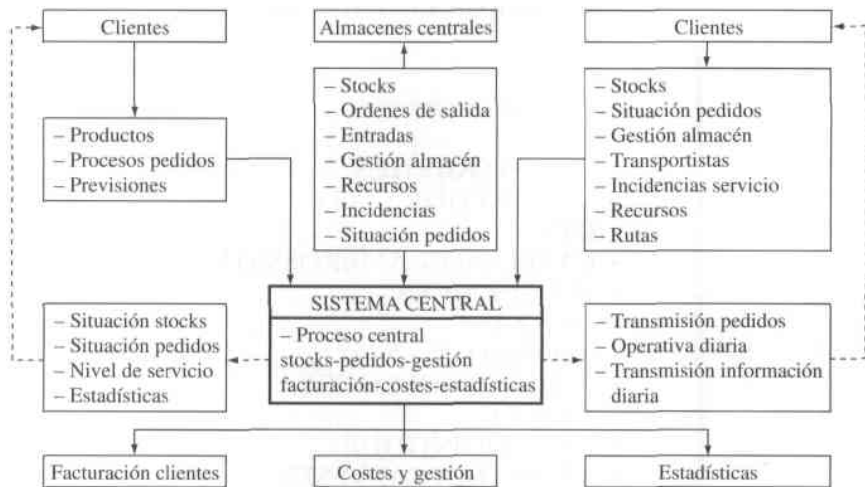 Clientes
Almacenes centrales
Clientes
– Productos
– Procesos pedidos
– Previsiones
– Stocks
– Ordenes de salida
– Entradas
– Gestión almacén
– Recursos
– Incidencias
– Situación pedidos
– Stocks
– Situación pedidos
– Gestión almacén
– Transportistas
– Incidencias servicio
– Recursos
– Rutas
– Situación stocks
– Situación pedidos
– Nivel de servicio
– Estadísticas
SISTEMA CENTRAL
– Proceso central
stocks-pedidos-gestión
facturación-costes-estadísticas
– Transmisión pedidos
– Operativa diaria
– Transmisión información
diaria
Facturación clientes
Costes y gestión
Estadísticas